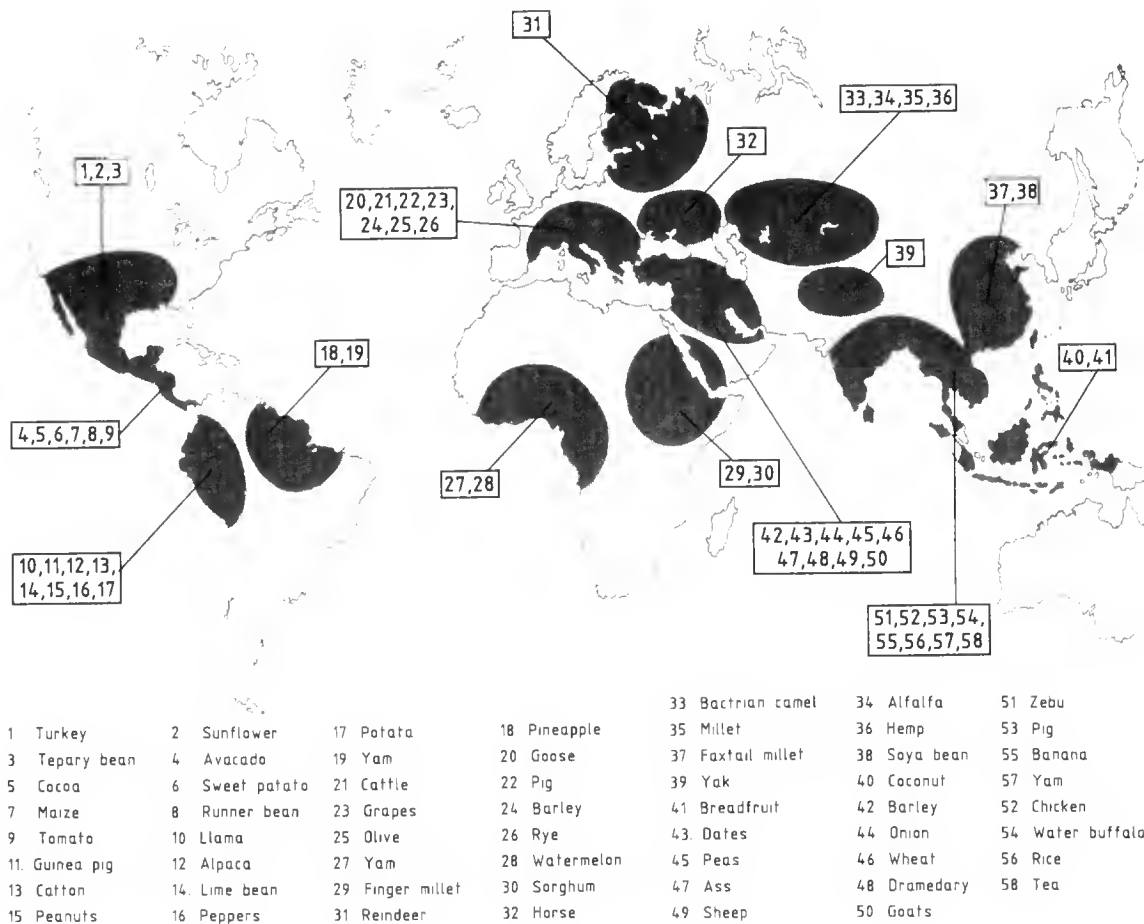 31
33,34,35,36
32
1,2,3
20,21,22,23,
24,25,26
37,38
39
18,19
40,41
4,5,6,7,8,9
27,28
29,30
42,43,44,45,46
47,48,49,50
10,11,12,13,
14,15,16,17
51,52,53,54,
55,56,57,58
33 Bactrian camel 34 Alfalfa 51 Zebu
1 Turkey 2 Sunflower 17 Potata 18 Pineapple 35 Millet 36 Hemp 53 Pig
3 Tepary bean 4 Avacado 19 Yam 20 Goose 37 Faxtail millet 38 Soya bean 55 Banana
5 Cocoa 6 Sweet patato 21 Cattle 22 Pig 39 Yak 40 Coconut 57 Yam
7 Maize 8 Runner bean 23 Grapes 24 Barley 41 Breadfruit 42 Barley 52 Chicken
9 Tomato 10 Llama 25 Olive 26 Rye 43. Dates 44 Onion 54 Water buffalo
11. Guinea pig 12 Alpaca 27 Yam 28 Watermelon 45 Peas 46 Wheat 56 Rice
13 Catton 14. Lime bean 29 Finger millet 30 Sorghum 47 Ass 48 Dramedary 58 Tea
15 Peanuts 16 Peppers 31 Reindeer 32 Horse 49 Sheep 50 Goats